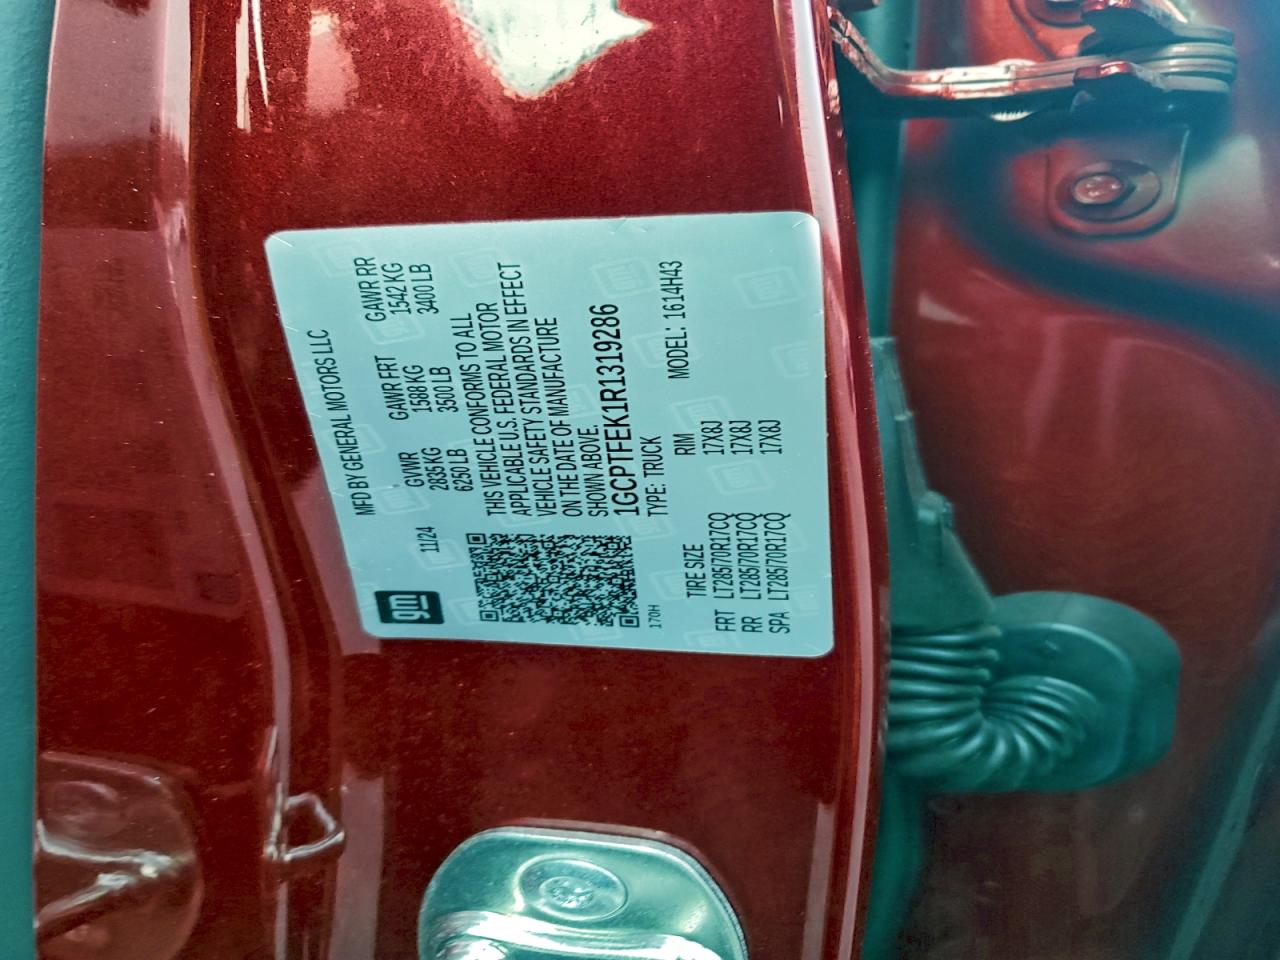 gm
MFD BY GENERAL MOTORS LLC
11/24
GVWR GAWR FRT GAWR RR
2835 KG 1588 KG 1542 KG
6250 LB 3500 LB 3400 LB
THIS VEHICLE CONFORMS TO ALL
APPLICABLE U.S. FEDERAL MOTOR
VEHICLE SAFETY STANDARDS IN EFFECT
ON THE DATE OF MANUFACTURE
SHOWN ABOVE.
1GCPTFEK1R1319286
170H
TYPE: TRUCK MODEL: 1614H43
TIRE SIZE RIM
FRT LT285/70R17CQ 17X8J
RR LT285/70R17CQ 17X8J
SPA LT285/70R17CQ 17X8J